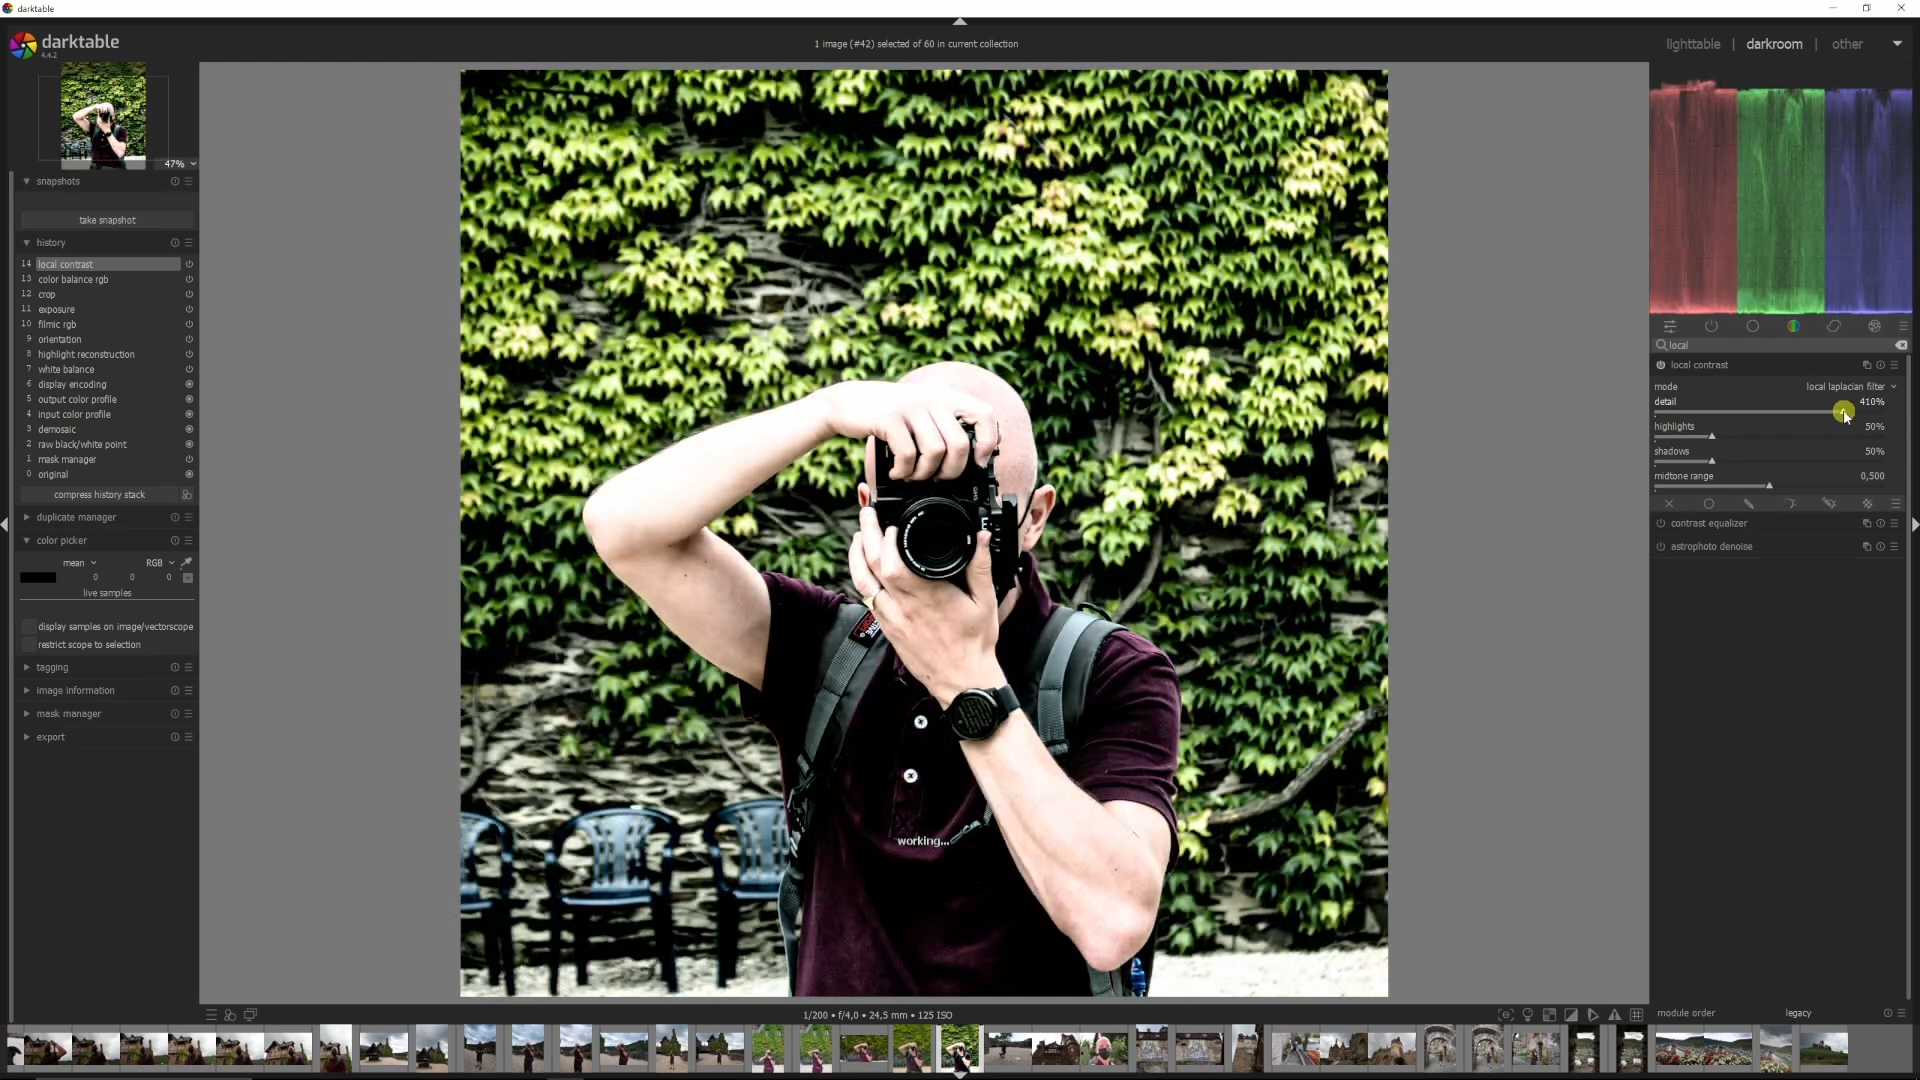 darktable
darktable
4.4.2
1 image (#42) selected of 60 in current collection
lighttable | darkroom | other
47%
snapshots
take snapshot
history
14 local contrast
13 color balance rgb
12 crop
11 exposure
10 filmic rgb
9 orientation
8 highlight reconstruction
7 white balance
6 display encoding
5 output color profile
4 input color profile
3 demosaic
2 raw black/white point
1 mask manager
0 original
compress history stack
duplicate manager
color picker
mean RGB
0 0 0
live samples
display samples on image/vectorscope
restrict scope to selection
tagging
image information
mask manager
export
working...
1/200 • f/4,0 • 24,5 mm • 125 ISO
local
local contrast
mode local laplacian filter
detail 410%
highlights 50%
shadows 50%
midtone range 0,500
contrast equalizer
astrophoto denoise
module order legacy